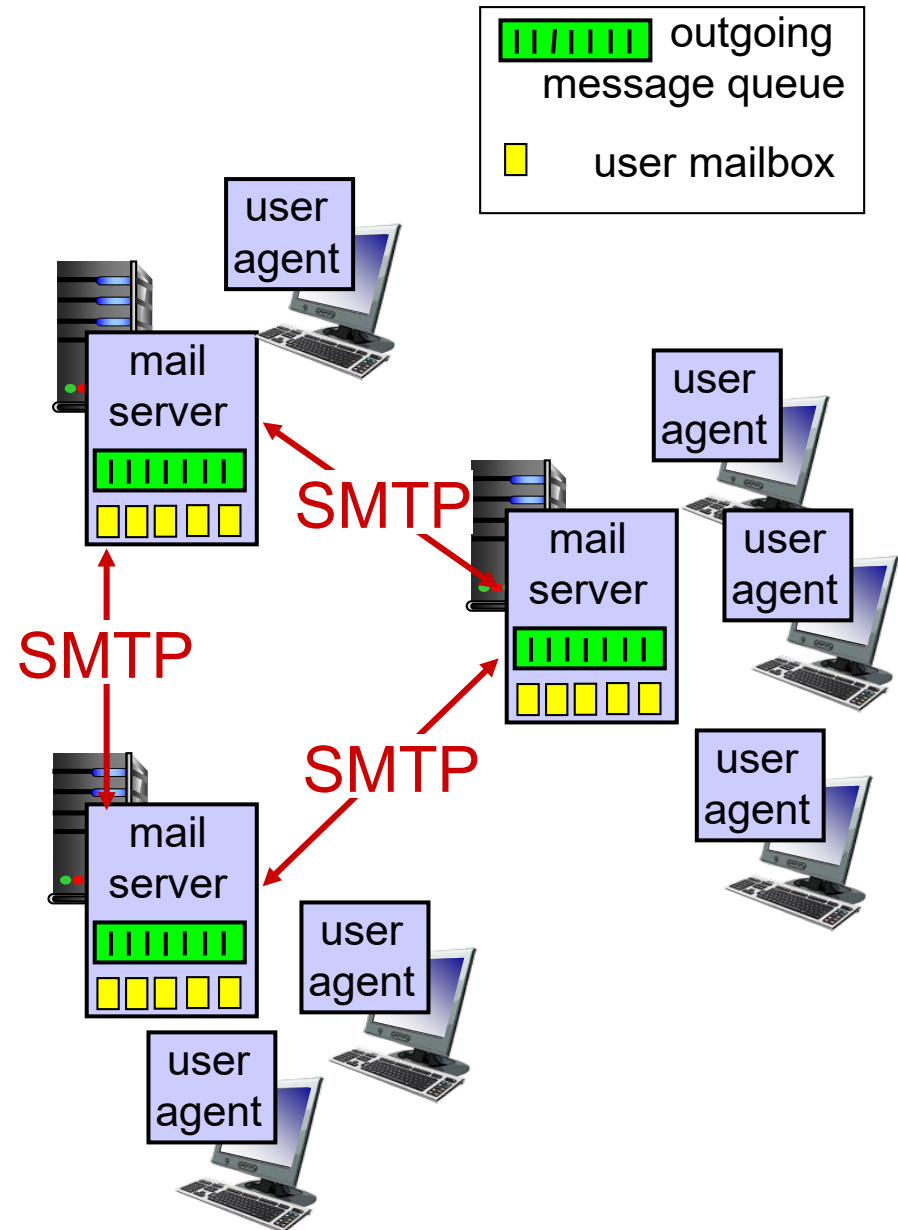 outgoing
message queue
user mailbox
user
agent
mail
server
SMTP
user
agent
mail
server
user
agent
SMTP
SMTP
user
agent
mail
server
user
agent
user
agent